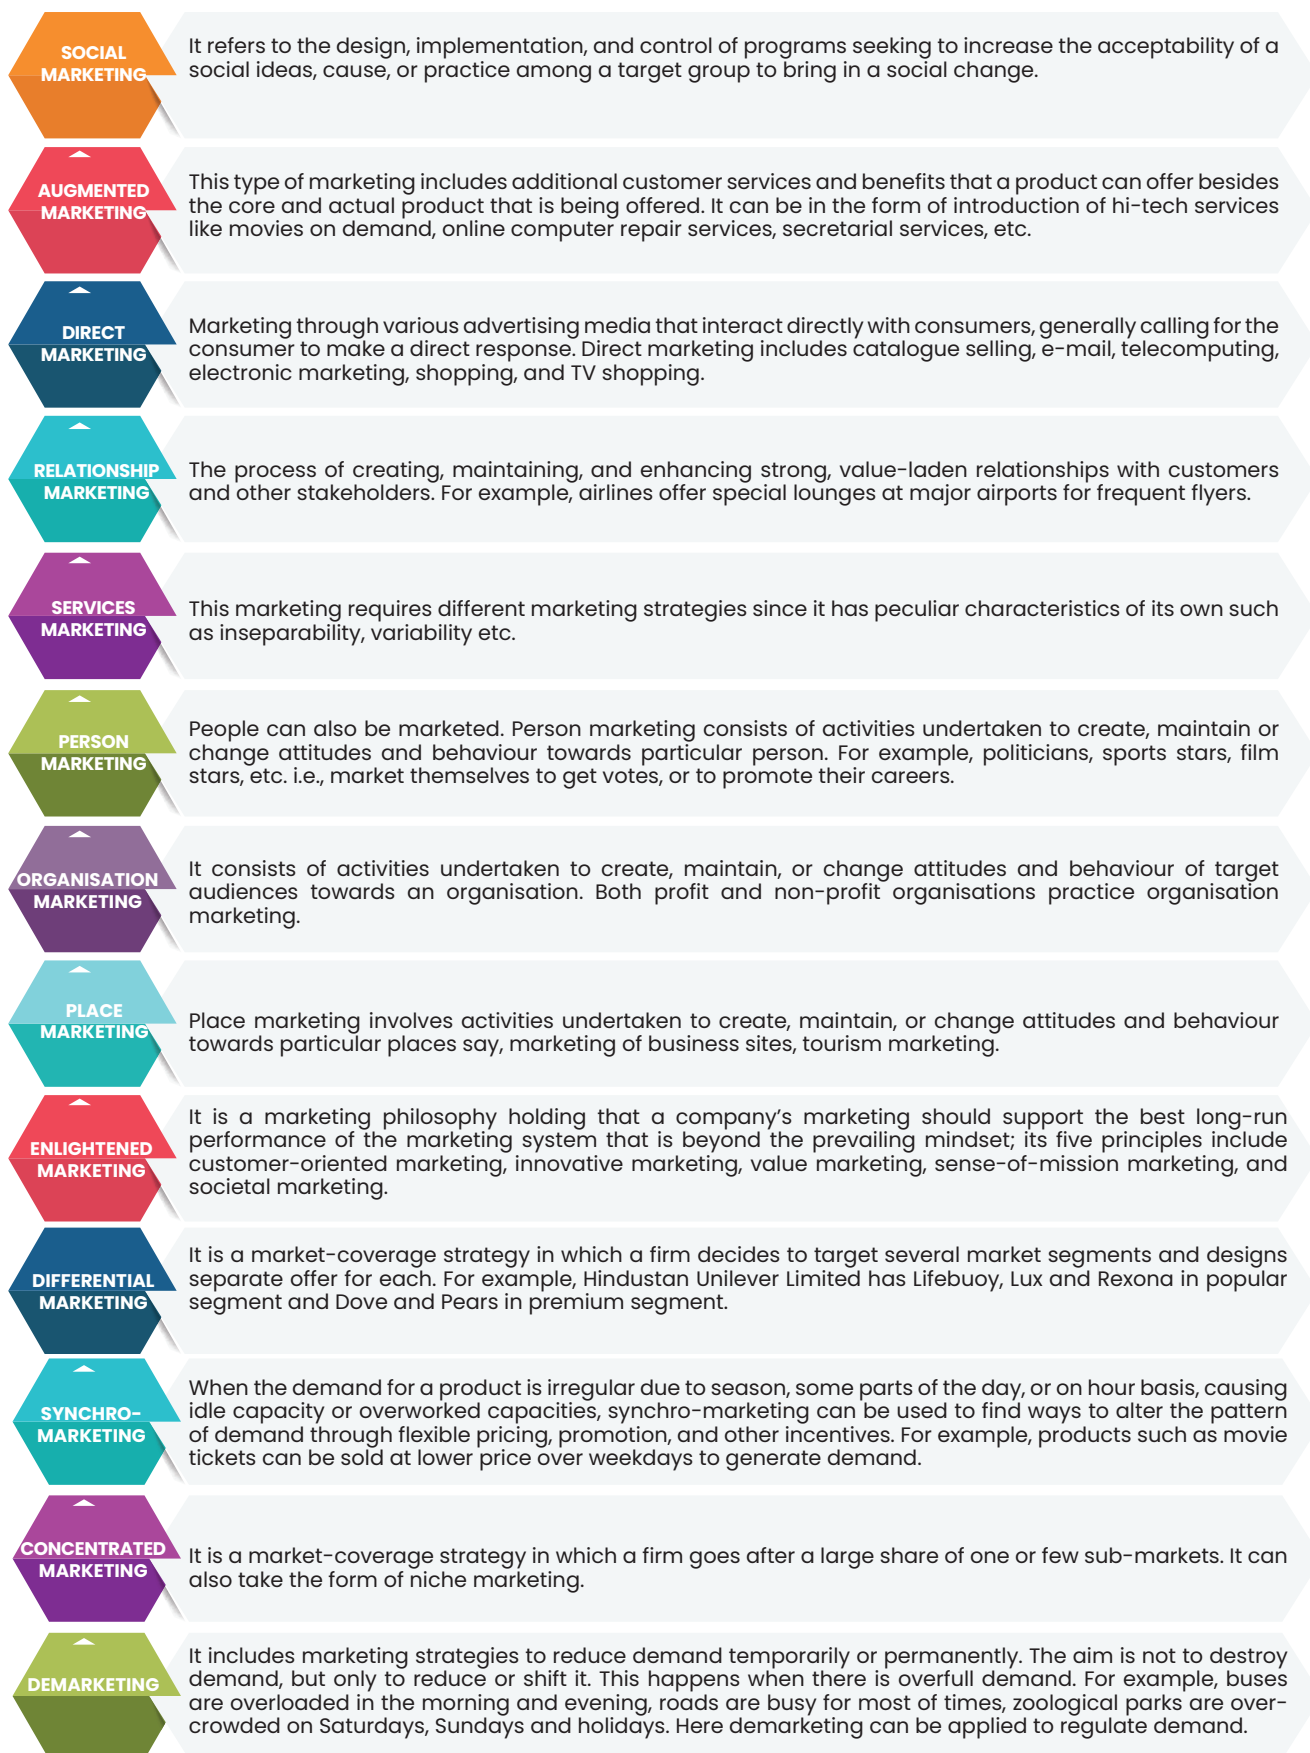 SOCIAL
MARKETING
It refers to the design, implementation, and control of programs seeking to increase the acceptability of a
social ideas, cause, or practice among a target group to bring in a social change.
AUGMENTED
MARKETING
This type of marketing includes additional customer services and benefits that a product can offer besides
the core and actual product that is being offered. It can be in the form of introduction of hi-tech services
like movies on demand, online computer repair services, secretarial services, etc.
DIRECT
MARKETING
Marketing through various advertising media that interact directly with consumers, generally calling for the
consumer to make a direct response. Direct marketing includes catalogue selling, e-mail, telecomputing,
electronic marketing, shopping, and TV shopping.
RELATIONSHIP
MARKETING
The process of creating, maintaining, and enhancing strong, value-laden relationships with customers
and other stakeholders. For example, airlines offer special lounges at major airports for frequent flyers.
SERVICES
MARKETING
This marketing requires different marketing strategies since it has peculiar characteristics of its own such
as inseparability, variability etc.
PERSON
MARKETING
People can also be marketed. Person marketing consists of activities undertaken to create, maintain or
change attitudes and behaviour towards particular person. For example, politicians, sports stars, film
stars, etc. i.e., market themselves to get votes, or to promote their careers.
ORGANISATION
MARKETING
It consists of activities undertaken to create, maintain, or change attitudes and behaviour of target
audiences towards an organisation. Both profit and non-profit organisations practice organisation
marketing.
PLACE
MARKETING
Place marketing involves activities undertaken to create, maintain, or change attitudes and behaviour
towards particular places say, marketing of business sites, tourism marketing.
ENLIGHTENED
MARKETING
It is a marketing philosophy holding that a company's marketing should support the best long-run
performance of the marketing system that is beyond the prevailing mindset; its five principles include
customer-oriented marketing, innovative marketing, value marketing, sense-of-mission marketing, and
societal marketing.
DIFFERENTIAL
MARKETING
It is a market-coverage strategy in which a firm decides to target several market segments and designs
separate offer for each. For example, Hindustan Unilever Limited has Lifebuoy, Lux and Rexona in popular
segment and Dove and Pears in premium segment.
SYNCHRO-
MARKETING
When the demand for a product is irregular due to season, some parts of the day, or on hour basis, causing
idle capacity or overworked capacities, synchro-marketing can be used to find ways to alter the pattern
of demand through flexible pricing, promotion, and other incentives. For example, products such as movie
tickets can be sold at lower price over weekdays to generate demand.
CONCENTRATED
MARKETING
It is a market-coverage strategy in which a firm goes after a large share of one or few sub-markets. It can
also take the form of niche marketing.
DEMARKETING
It includes marketing strategies to reduce demand temporarily or permanently. The aim is not to destroy
demand, but only to reduce or shift it. This happens when there is overfull demand. For example, buses
are overloaded in the morning and evening, roads are busy for most of times, zoological parks are over-
crowded on Saturdays, Sundays and holidays. Here demarketing can be applied to regulate demand.